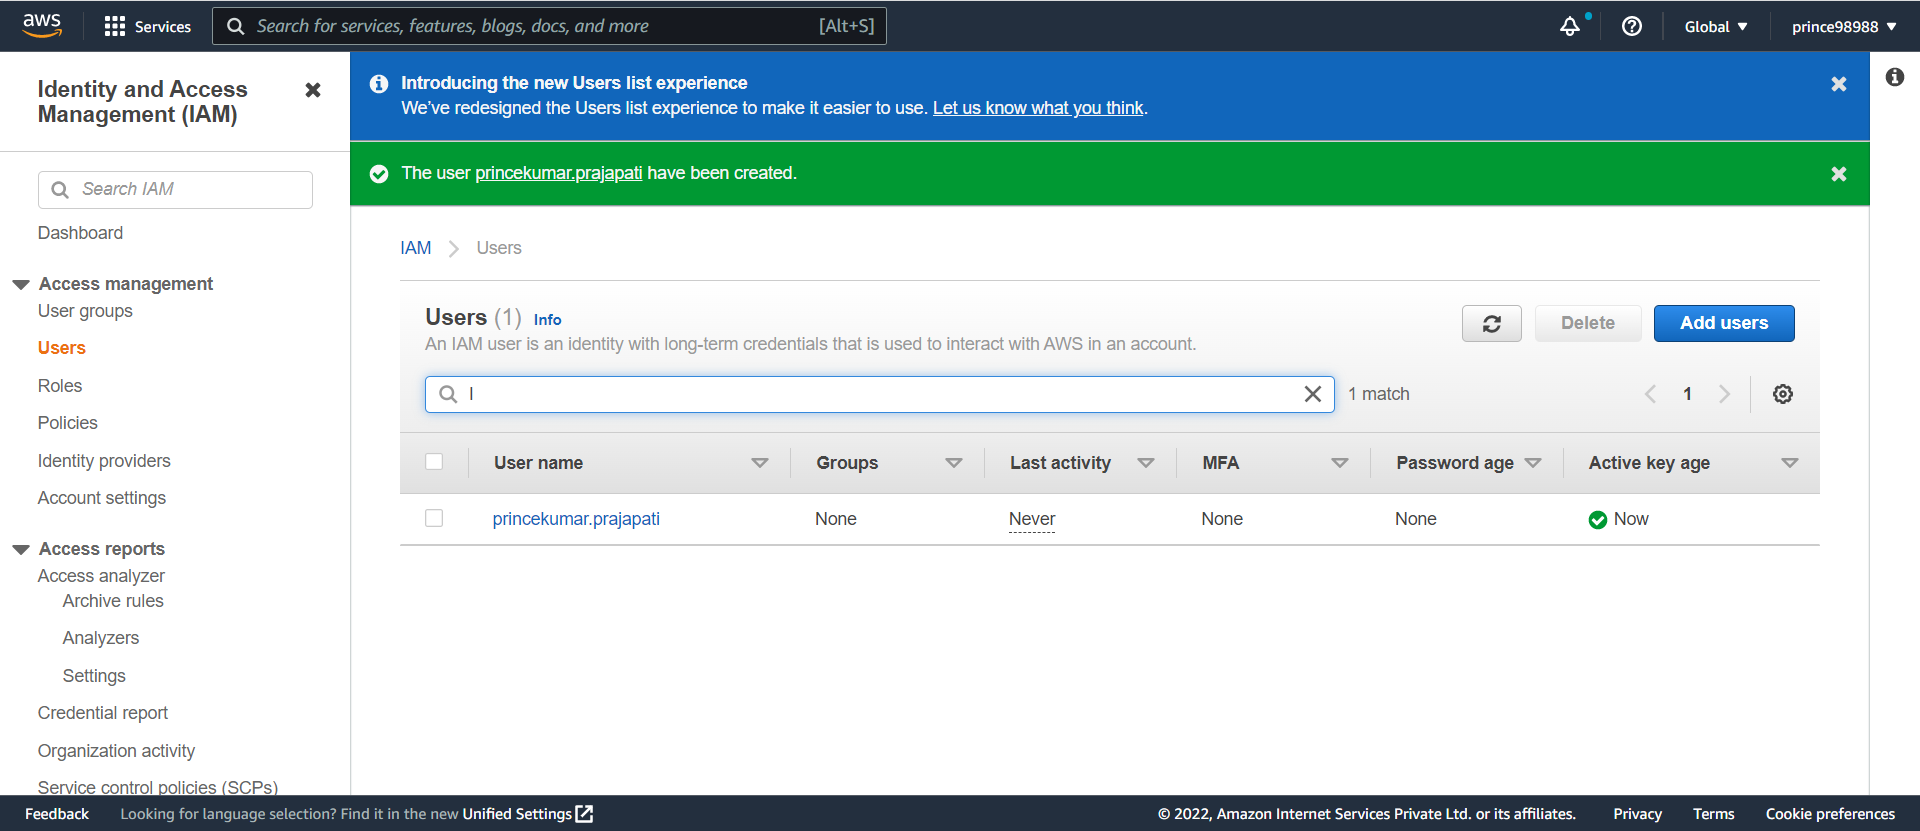 aws Services Search for services, features, blogs, docs, and more [Alt+S] Global prince98988
Identity and Access
Management (IAM)
Search IAM
Dashboard
Access management
User groups
Users
Roles
Policies
Identity providers
Account settings
Access reports
Access analyzer
Archive rules
Analyzers
Settings
Credential report
Organization activity
Service control policies (SCPs)
Introducing the new Users list experience
We've redesigned the Users list experience to make it easier to use. Let us know what you think.
The user princekumar.prajapati have been created.
IAM Users
Users (1) Info
An IAM user is an identity with long-term credentials that is used to interact with AWS in an account.
Delete Add users
1 match 1
User name Groups Last activity MFA Password age Active key age
princekumar.prajapati None Never None None Now
Feedback Looking for language selection? Find it in the new Unified Settings © 2022, Amazon Internet Services Private Ltd. or its affiliates. Privacy Terms Cookie preferences